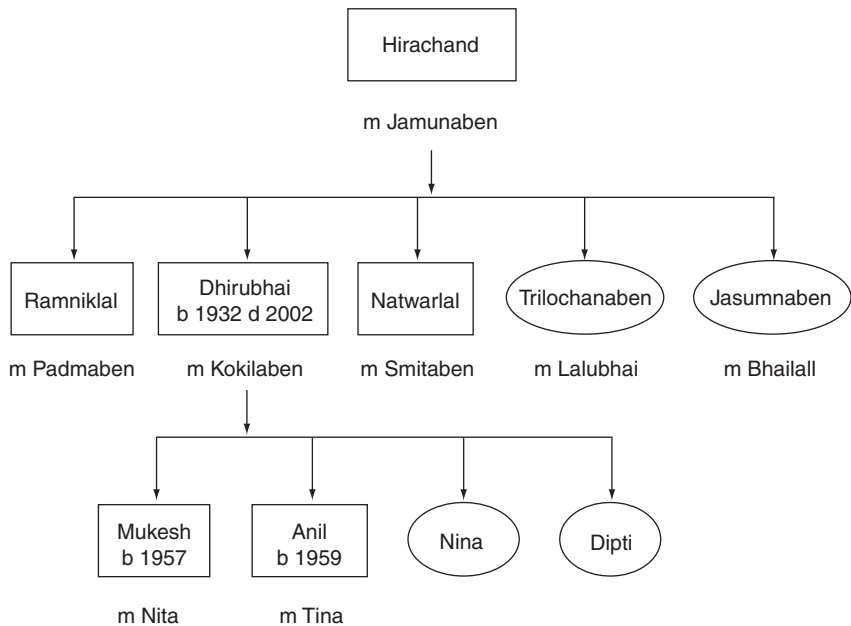 Hirachand
m Jamunaben
Ramniklal
Dhirubhai
b 1932 d 2002
Natwarlal
Trilochanaben
Jasumnaben
m Padmaben
m Kokilaben
m Smitaben
m Lalubhai
m Bhailall
Mukesh
b 1957
Anil
b 1959
Nina
Dipti
m Nita
m Tina